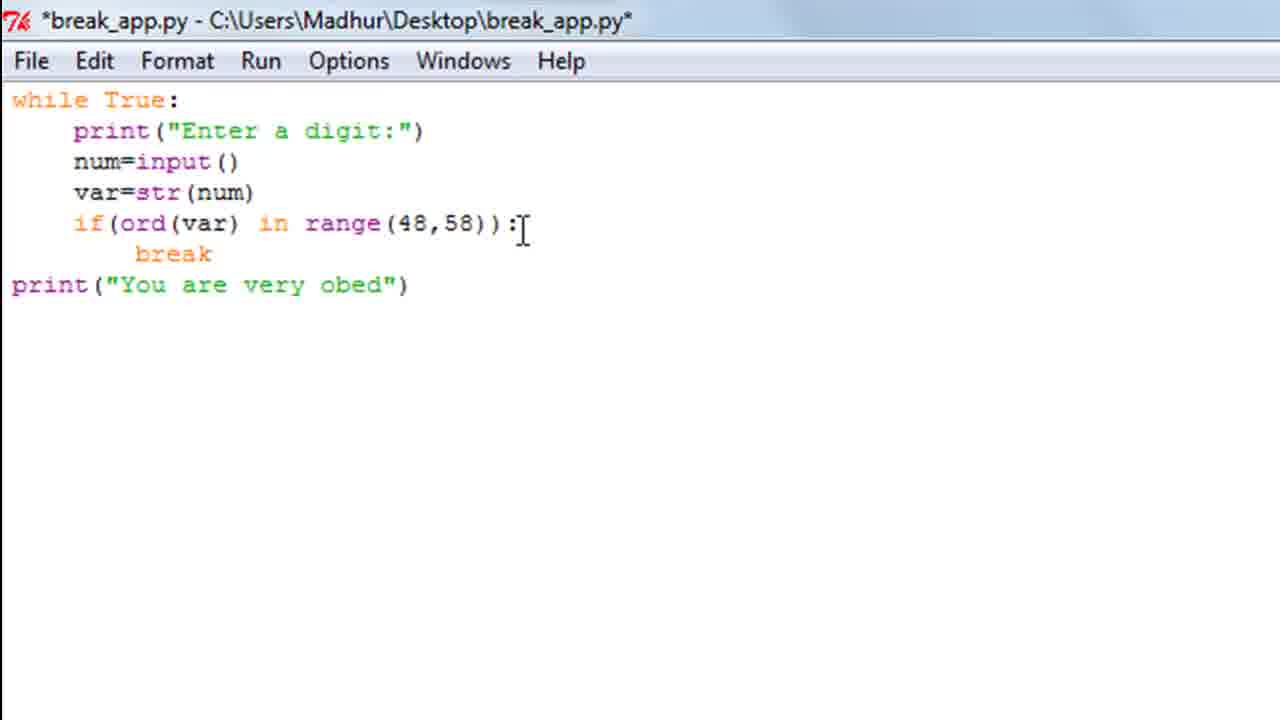 *break_app.py - C:\Users\Madhur\Desktop\break_app.py*
File Edit Format Run Options Windows Help
while True:
    print("Enter a digit:")
    num=input()
    var=str(num)
    if(ord(var) in range(48,58)):
        break
print("You are very obed")